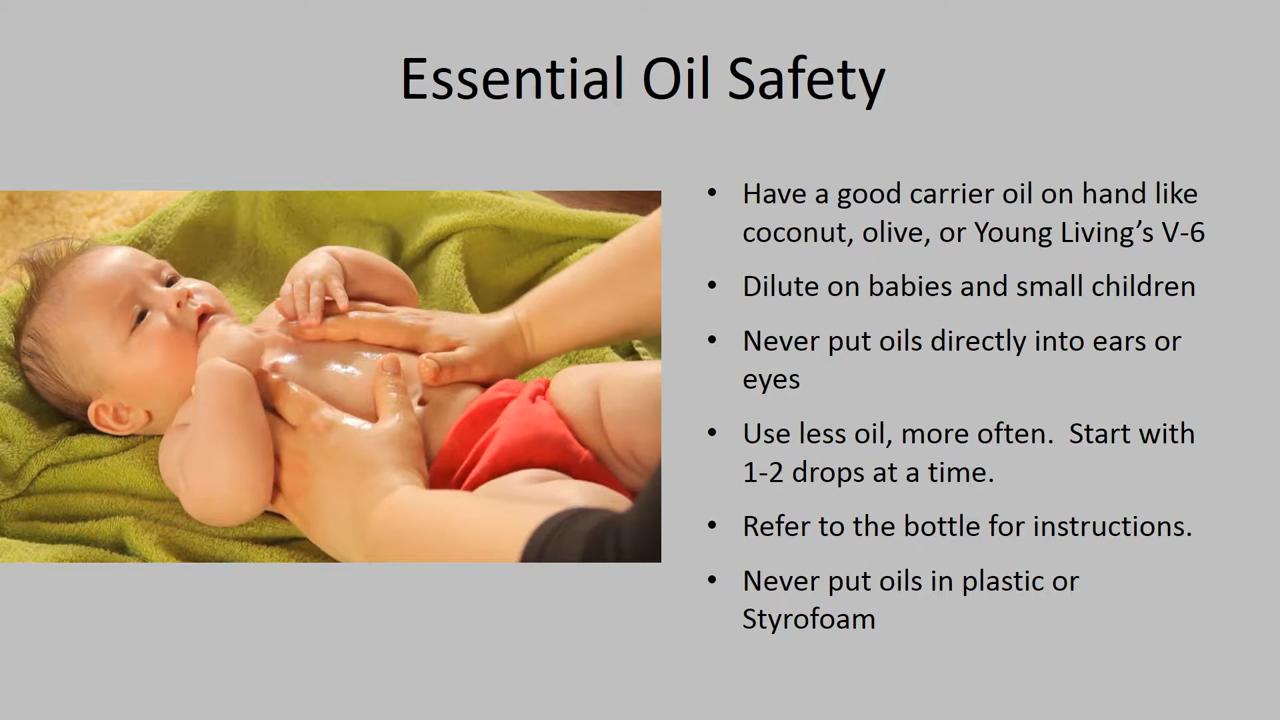 Essential Oil Safety
• Have a good carrier oil on hand like
coconut, olive, or Young Living’s V-6
• Dilute on babies and small children
• Never put oils directly into ears or
eyes
• Use less oil, more often.  Start with
1-2 drops at a time.
• Refer to the bottle for instructions.
• Never put oils in plastic or
Styrofoam